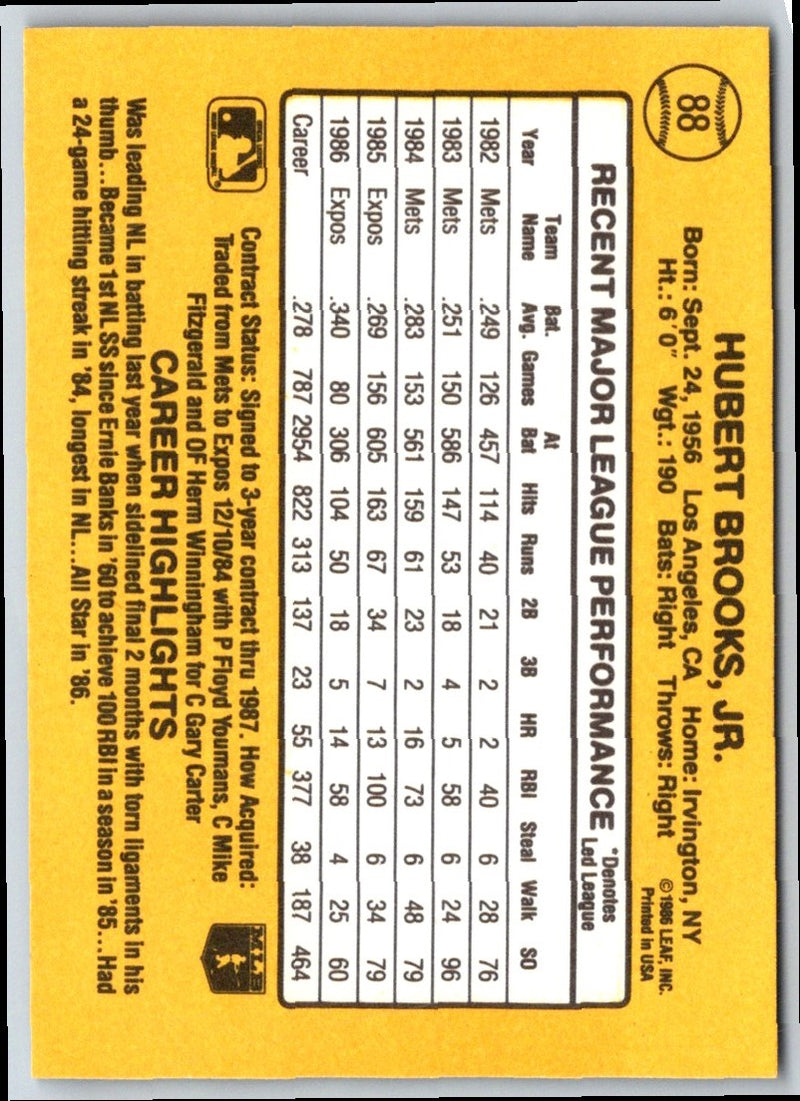 88
HUBERT BROOKS, JR.
Born: Sept. 24, 1956 Los Angeles, CA Home: Irvington, NY
Ht.: 6'0" Wgt.: 190 Bats: Right Throws: Right
© 1986 LEAF, INC.
Printed in USA
RECENT MAJOR LEAGUE PERFORMANCE *Denotes
Led League
Team Bat. At
Year Name Avg. Games Bat Hits Runs 2B 3B HR RBI Steal Walk SO
1982 Mets .249 126 457 114 40 21 2 2 40 6 28 76
1983 Mets .251 150 586 147 53 18 4 5 58 6 24 96
1984 Mets .283 153 561 159 61 23 2 16 73 6 48 79
1985 Expos .269 156 605 163 67 34 7 13 100 6 34 79
1986 Expos .340 80 306 104 50 18 5 14 58 4 25 60
Career .278 787 2954 822 313 137 23 55 377 38 187 464
Contract Status: Signed to 3-year contract thru 1987. How Acquired:
Traded from Mets to Expos 12/10/84 with P Floyd Youmans, C Mike
Fitzgerald and OF Herm Winningham for C Gary Carter
MLB
CAREER HIGHLIGHTS
Was leading NL in batting last year when sidelined final 2 months with torn ligaments in his
thumb...Became 1st NL SS since Ernie Banks in '60 to achieve 100 RBI in a season in '85...Had
a 24-game hitting streak in '84, longest in NL...All Star in '86.